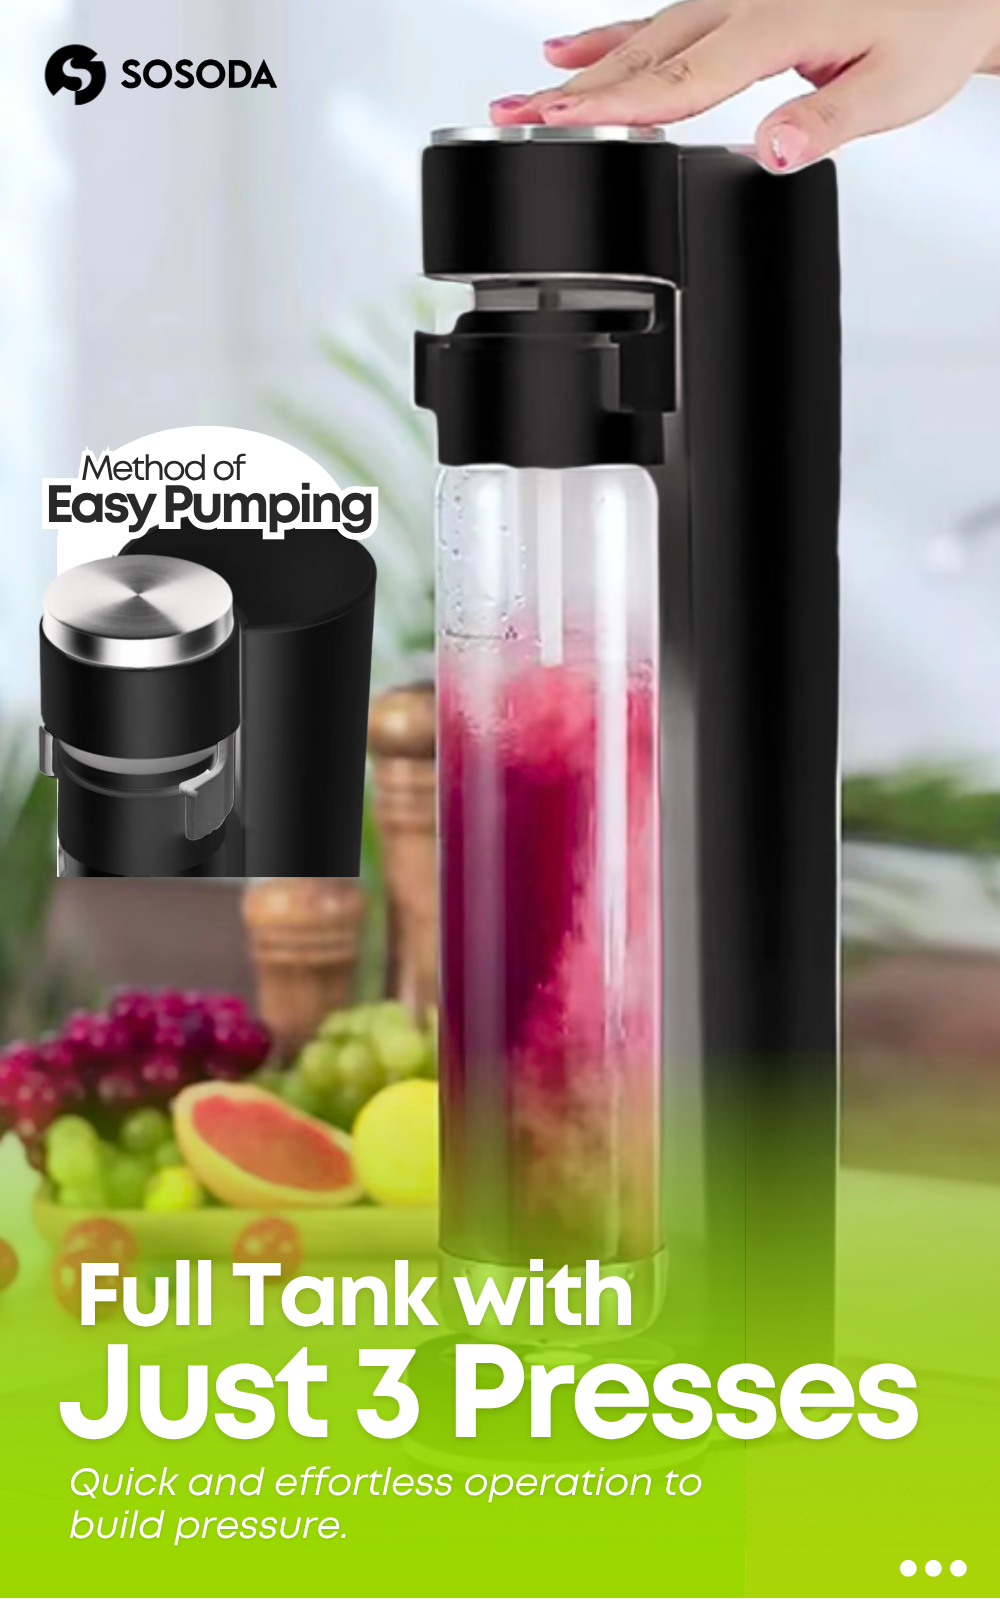 SOSODA
Method of
Easy Pumping
Full Tank with
Just 3 Presses
Quick and effortless operation to
build pressure.